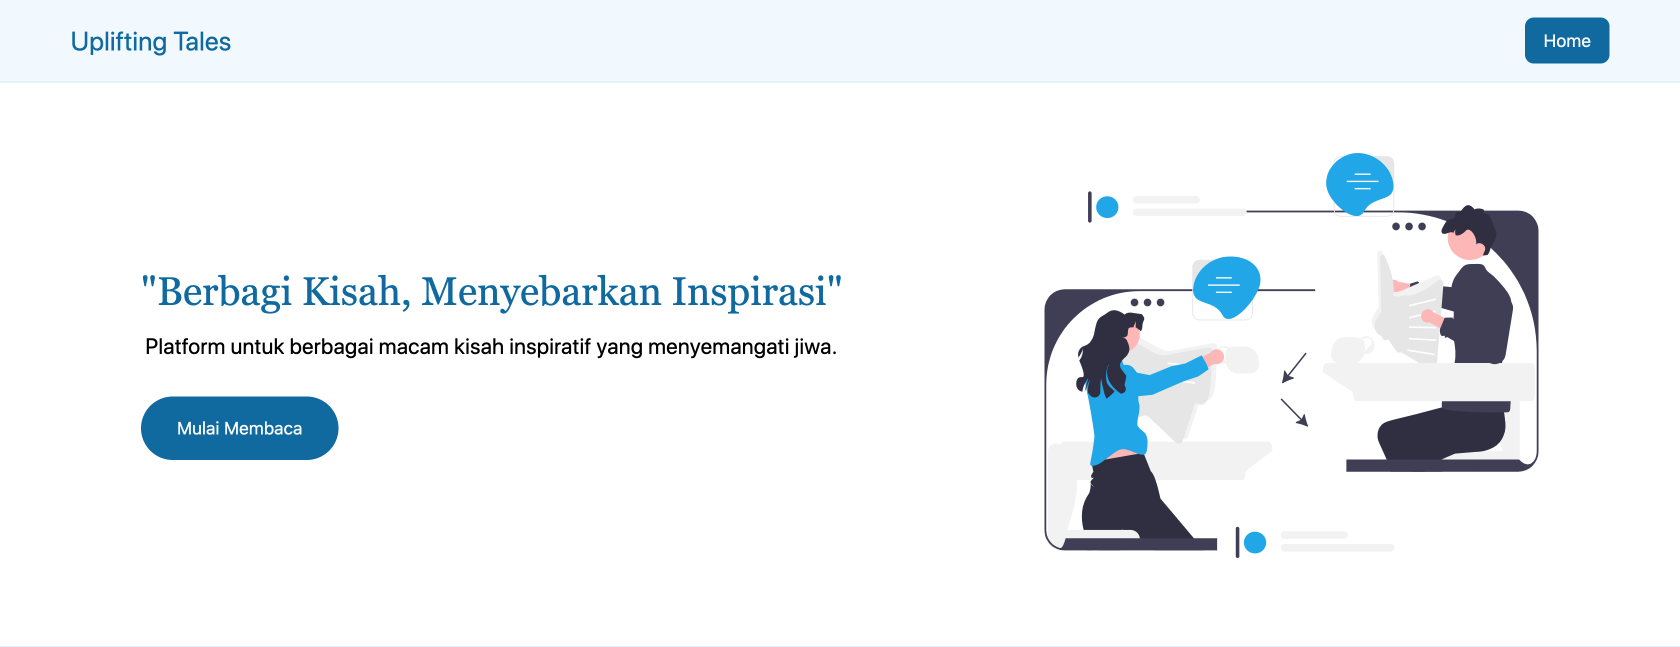 Uplifting Tales
Home
"Berbagi Kisah, Menyebarkan Inspirasi"
Platform untuk berbagai macam kisah inspiratif yang menyemangati jiwa.
Mulai Membaca